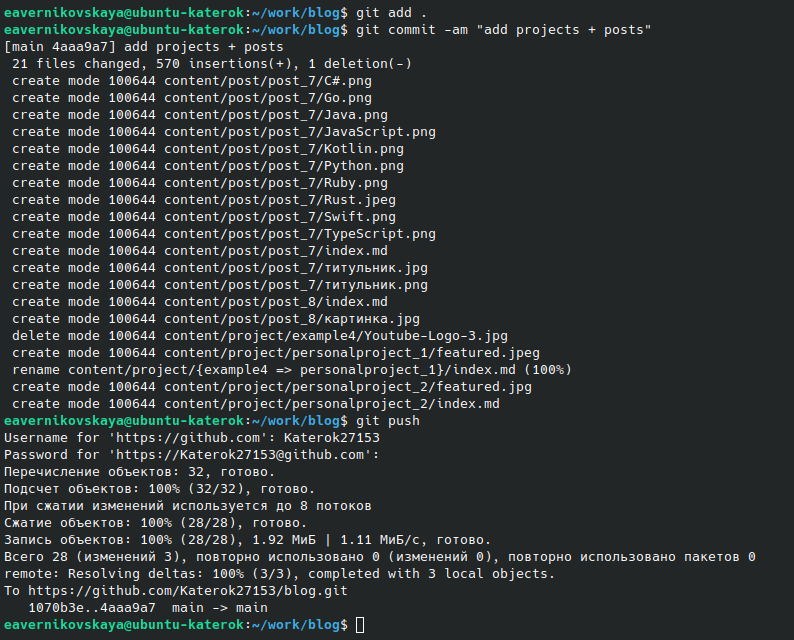 eavernikovskaya@ubuntu-katerok:~/work/blog$ git add .
eavernikovskaya@ubuntu-katerok:~/work/blog$ git commit -am "add projects + posts"
[main 4aaa9a7] add projects + posts
 21 files changed, 570 insertions(+), 1 deletion(-)
 create mode 100644 content/post/post_7/C#.png
 create mode 100644 content/post/post_7/Go.png
 create mode 100644 content/post/post_7/Java.png
 create mode 100644 content/post/post_7/JavaScript.png
 create mode 100644 content/post/post_7/Kotlin.png
 create mode 100644 content/post/post_7/Python.png
 create mode 100644 content/post/post_7/Ruby.png
 create mode 100644 content/post/post_7/Rust.jpeg
 create mode 100644 content/post/post_7/Swift.png
 create mode 100644 content/post/post_7/TypeScript.png
 create mode 100644 content/post/post_7/index.md
 create mode 100644 content/post/post_7/титульник.jpg
 create mode 100644 content/post/post_7/титульник.png
 create mode 100644 content/post/post_8/index.md
 create mode 100644 content/post/post_8/картинка.jpg
 delete mode 100644 content/project/example4/Youtube-Logo-3.jpg
 create mode 100644 content/project/personalproject_1/featured.jpeg
 rename content/project/{example4 => personalproject_1}/index.md (100%)
 create mode 100644 content/project/personalproject_2/featured.jpg
 create mode 100644 content/project/personalproject_2/index.md
eavernikovskaya@ubuntu-katerok:~/work/blog$ git push
Username for 'https://github.com': Katerok27153
Password for 'https://Katerok27153@github.com':
Перечисление объектов: 32, готово.
Подсчет объектов: 100% (32/32), готово.
При сжатии изменений используется до 8 потоков
Сжатие объектов: 100% (28/28), готово.
Запись объектов: 100% (28/28), 1.92 МиБ | 1.11 МиБ/с, готово.
Всего 28 (изменений 3), повторно использовано 0 (изменений 0), повторно использовано пакетов 0
remote: Resolving deltas: 100% (3/3), completed with 3 local objects.
To https://github.com/Katerok27153/blog.git
   1070b3e..4aaa9a7  main -> main
eavernikovskaya@ubuntu-katerok:~/work/blog$